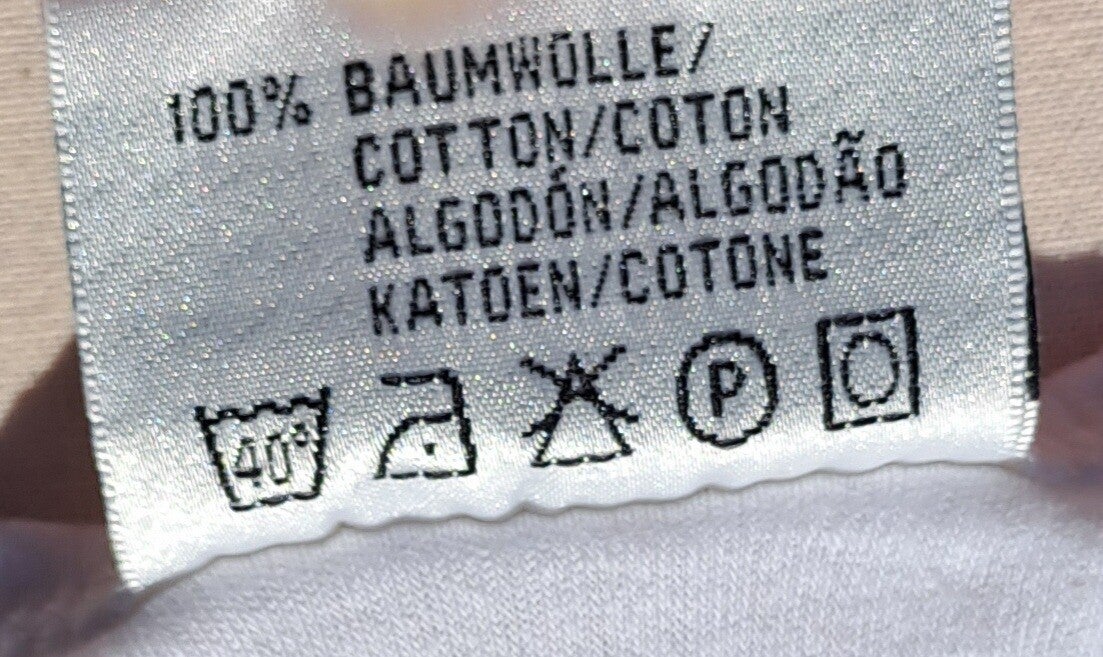 100% BAUMWOLLE/
COTTON/COTON
ALGODÓN/ALGODÃO
KATOEN/COTONE
40°
P